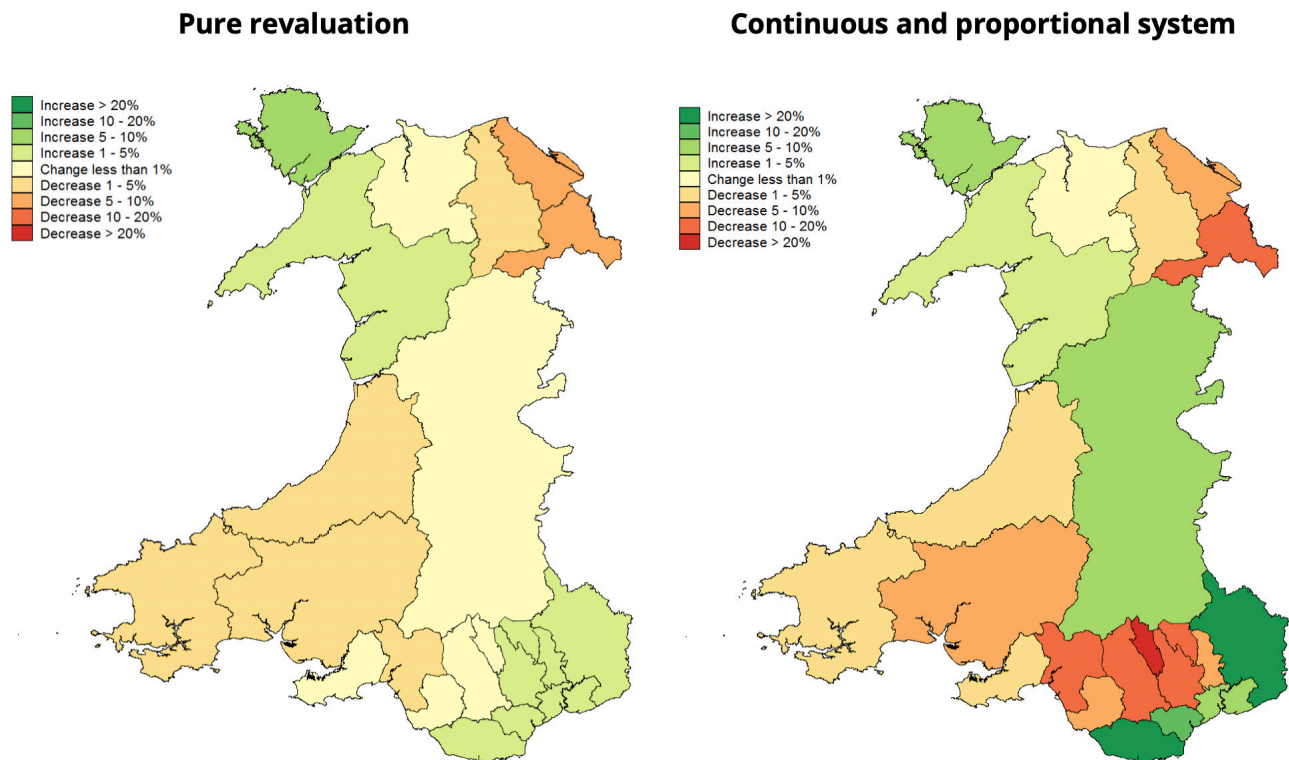 Pure revaluation
Continuous and proportional system
Increase > 20%
Increase 10 - 20%
Increase 5 - 10%
Increase 1 - 5%
Change less than 1%
Decrease 1 - 5%
Decrease 5 - 10%
Decrease 10 - 20%
Decrease > 20%
Increase > 20%
Increase 10 - 20%
Increase 5 - 10%
Increase 1 - 5%
Change less than 1%
Decrease 1 - 5%
Decrease 5 - 10%
Decrease 10 - 20%
Decrease > 20%